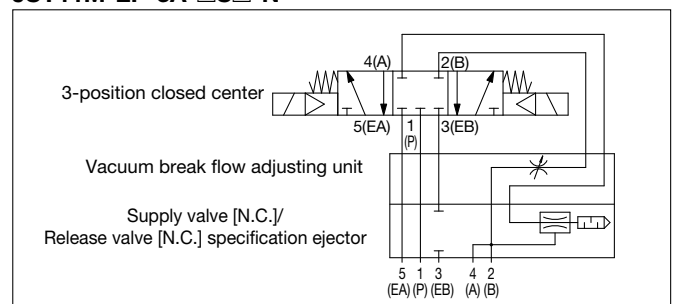 4(A) 2(B)
3-position closed center
5(EA) 1 3(EB)
(P)
Vacuum break flow adjusting unit
Supply valve [N.C.]/
Release valve [N.C.] specification ejector
5 1 3 4 2
(EA) (P) (EB) (A) (B)